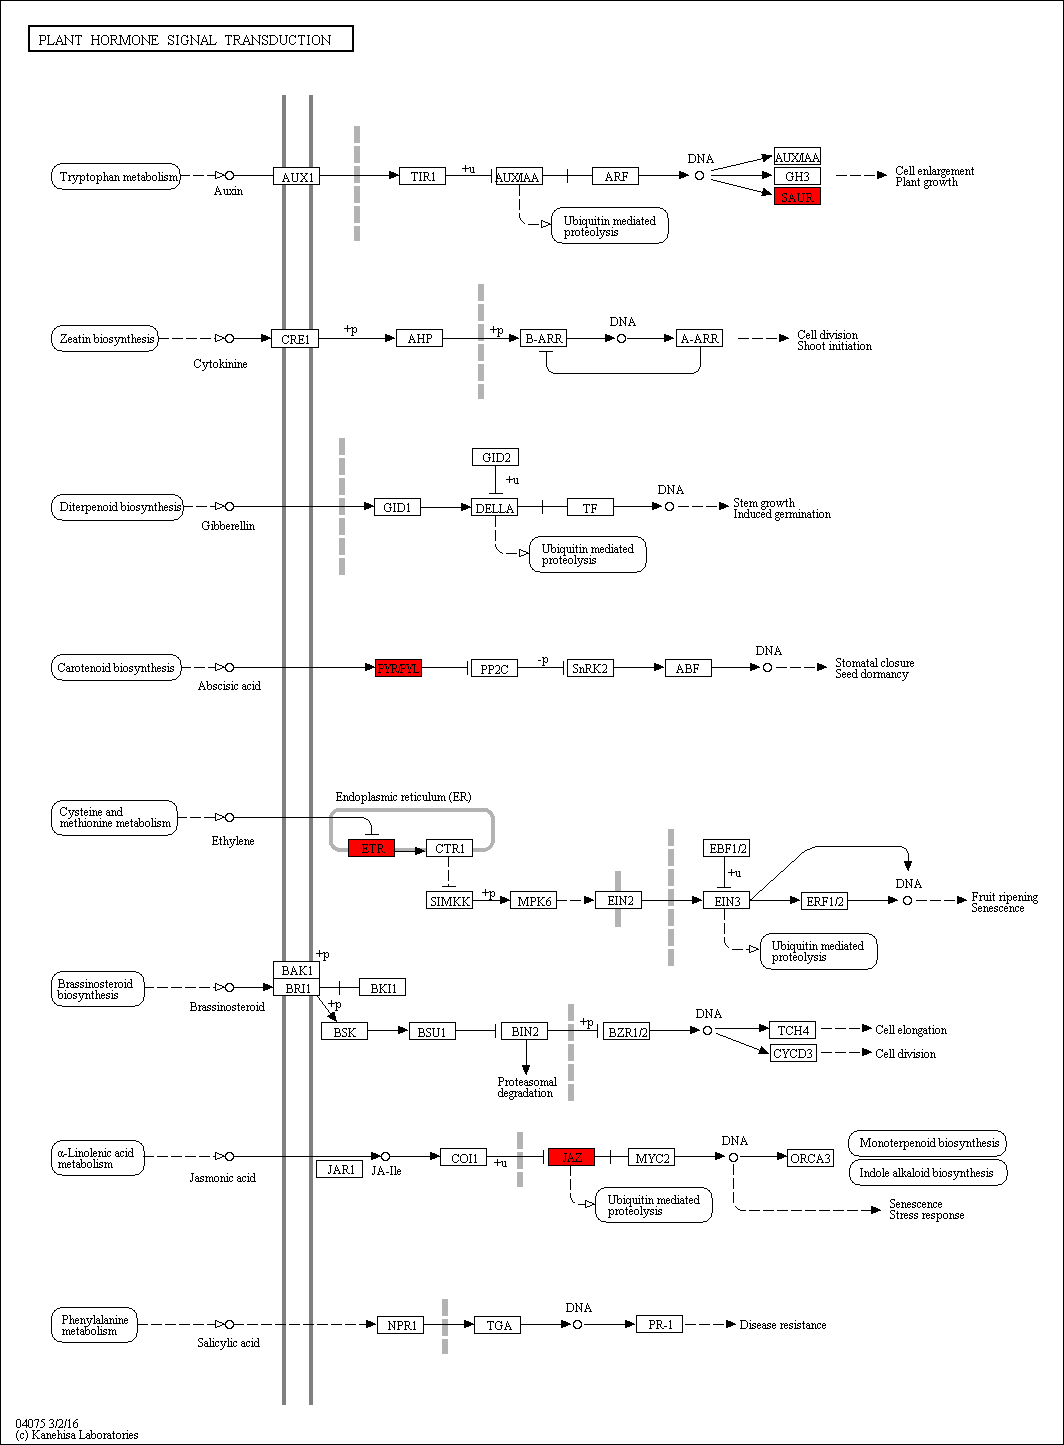 PLANT HORMONE SIGNAL TRANSDUCTION
Tryptophan metabolism
Auxin
AUX1
TIR1
+u
AUX/IAA
ARF
DNA
AUX/IAA
GH3
SAUR
Cell enlargement
Plant growth
Ubiquitin mediated
proteolysis
Zeatin biosynthesis
Cytokinine
CRE1
+p
AHP
+p
B-ARR
DNA
A-ARR
Cell division
Shoot initiation
GID2
+u
Diterpenoid biosynthesis
Gibberellin
GID1
DELLA
TF
DNA
Stem growth
Induced germination
Ubiquitin mediated
proteolysis
Carotenoid biosynthesis
Abscisic acid
PYR/PYL
PP2C
-p
SnRK2
ABF
DNA
Stomatal closure
Seed dormancy
Endoplasmic reticulum (ER)
Cysteine and
methionine metabolism
Ethylene
ETR
CTR1
SIMKK
+p
MPK6
EIN2
EBF1/2
+u
EIN3
ERF1/2
DNA
Fruit ripening
Senescence
Ubiquitin mediated
proteolysis
Brassinosteroid
biosynthesis
Brassinosteroid
BAK1
+p
BRI1
BKI1
+p
BSK
BSU1
BIN2
+p
BZR1/2
DNA
TCH4
Cell elongation
CYCD3
Cell division
Proteasomal
degradation
α-Linolenic acid
metabolism
Jasmonic acid
JAR1
JA-Ile
COI1
+u
JAZ
MYC2
DNA
ORCA3
Monoterpenoid biosynthesis
Indole alkaloid biosynthesis
Ubiquitin mediated
proteolysis
Senescence
Stress response
Phenylalanine
metabolism
Salicylic acid
NPR1
TGA
DNA
PR-1
Disease resistance
04075 3/2/16
(c) Kanehisa Laboratories